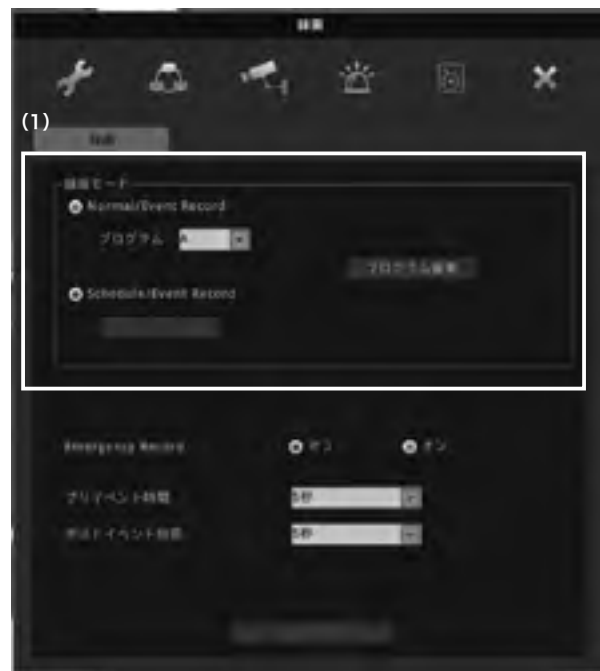 録画
(1)
録画
録画モード
Normal/Event Record
プログラム A
プログラム編集
Schedule/Event Record
Emergency Record オフ オン
プリイベント時間 5秒
ポストイベント時間 5秒